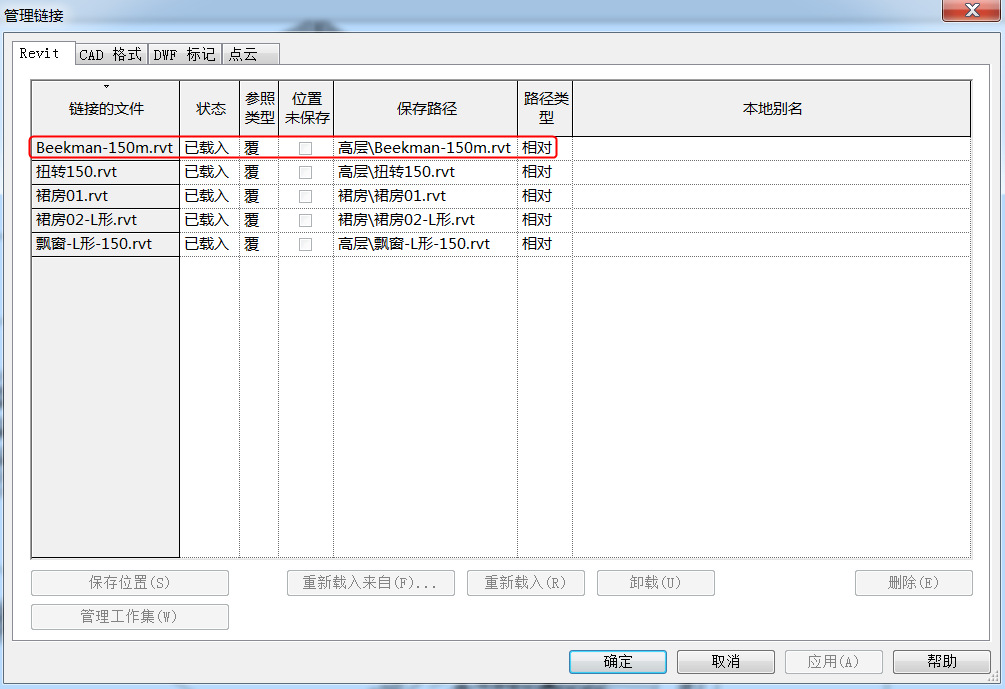 管理链接
Revit CAD 格式 DWF 标记 点云
链接的文件 状态 参照类型 位置未保存 保存路径 路径类型 本地别名
Beekman-150m.rvt 已载入 覆 高层\Beekman-150m.rvt 相对
扭转150.rvt 已载入 覆 高层\扭转150.rvt 相对
裙房01.rvt 已载入 覆 裙房\裙房01.rvt 相对
裙房02-L形.rvt 已载入 覆 裙房\裙房02-L形.rvt 相对
飘窗-L形-150.rvt 已载入 覆 高层\飘窗-L形-150.rvt 相对
保存位置(S) 重新载入来自(F)... 重新载入(R) 卸载(U) 删除(E)
管理工作集(W)
确定 取消 应用(A) 帮助